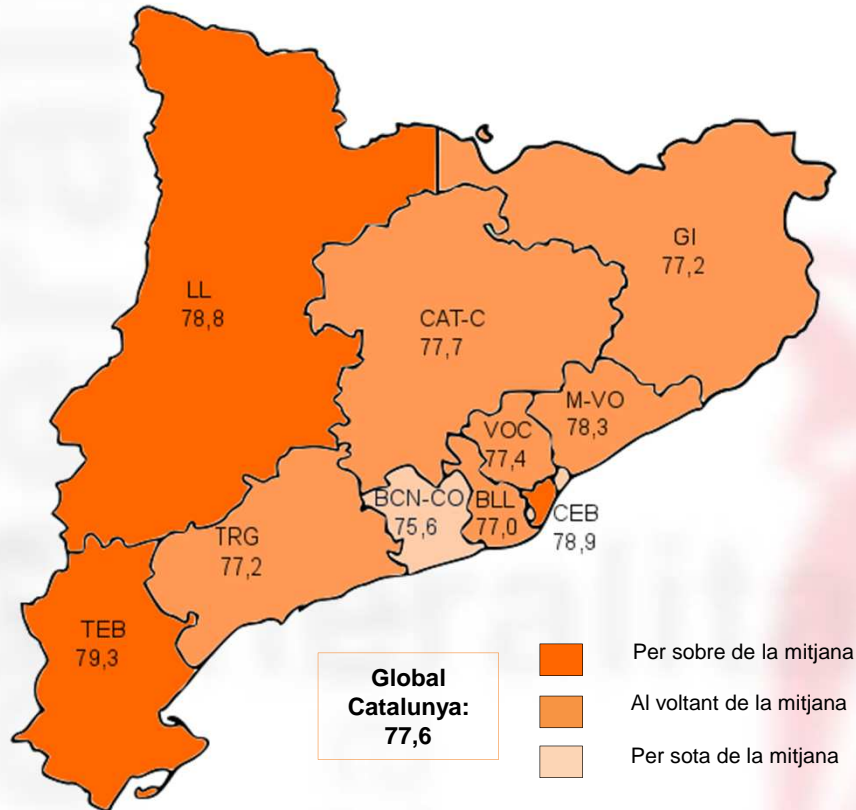 GI
77,2
LL
78,8
CAT-C
77,7
M-VO
78,3
VOC
77,4
BCN-CO
75,6
BLL
77,0
CEB
78,9
TRG
77,2
TEB
79,3
Global
Catalunya:
77,6
Per sobre de la mitjana
Al voltant de la mitjana
Per sota de la mitjana